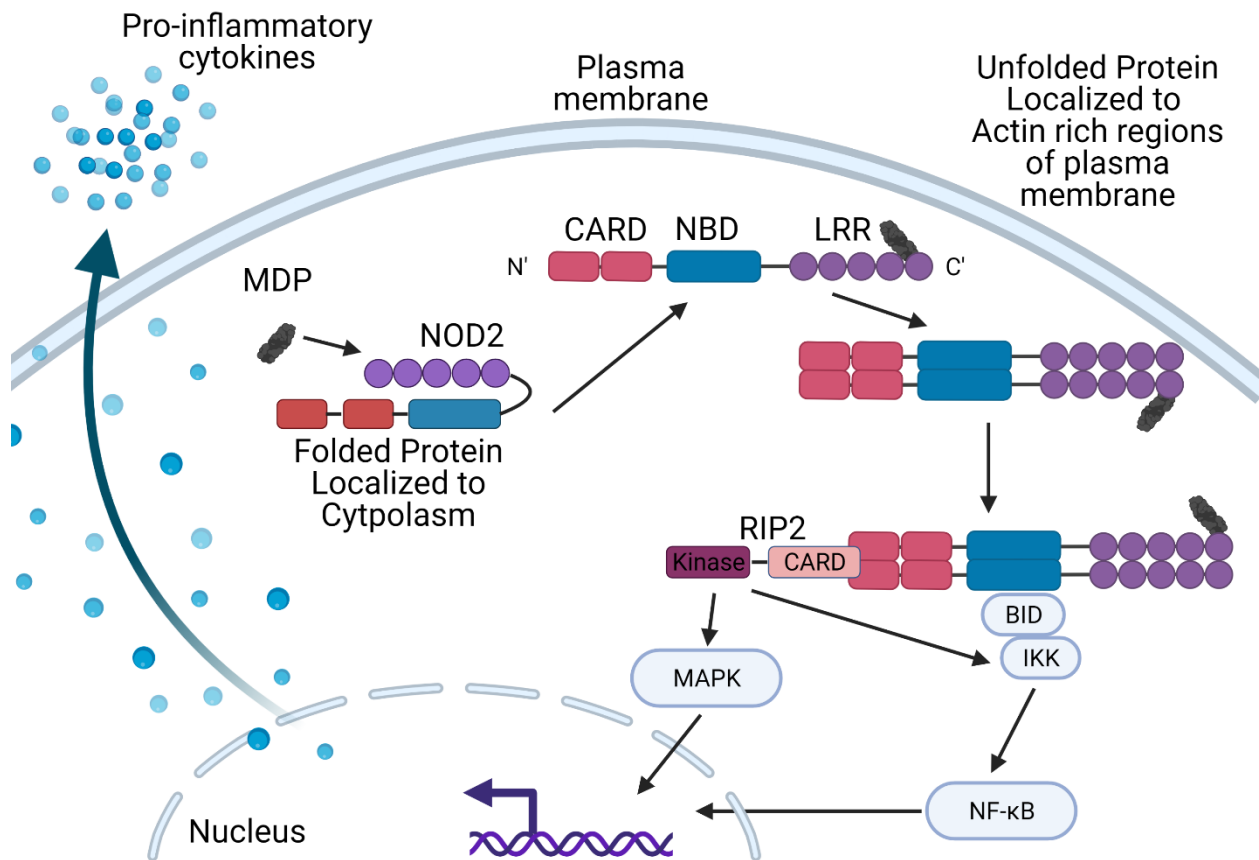 Pro-inflammatory
cytokines
Plasma
membrane
Unfolded Protein
Localized to
Actin rich regions
of plasma
membrane
CARD
NBD
LRR
N'
C'
MDP
NOD2
Folded Protein
Localized to
Cytpolasm
RIP2
Kinase
CARD
BID
IKK
MAPK
NF-κB
Nucleus